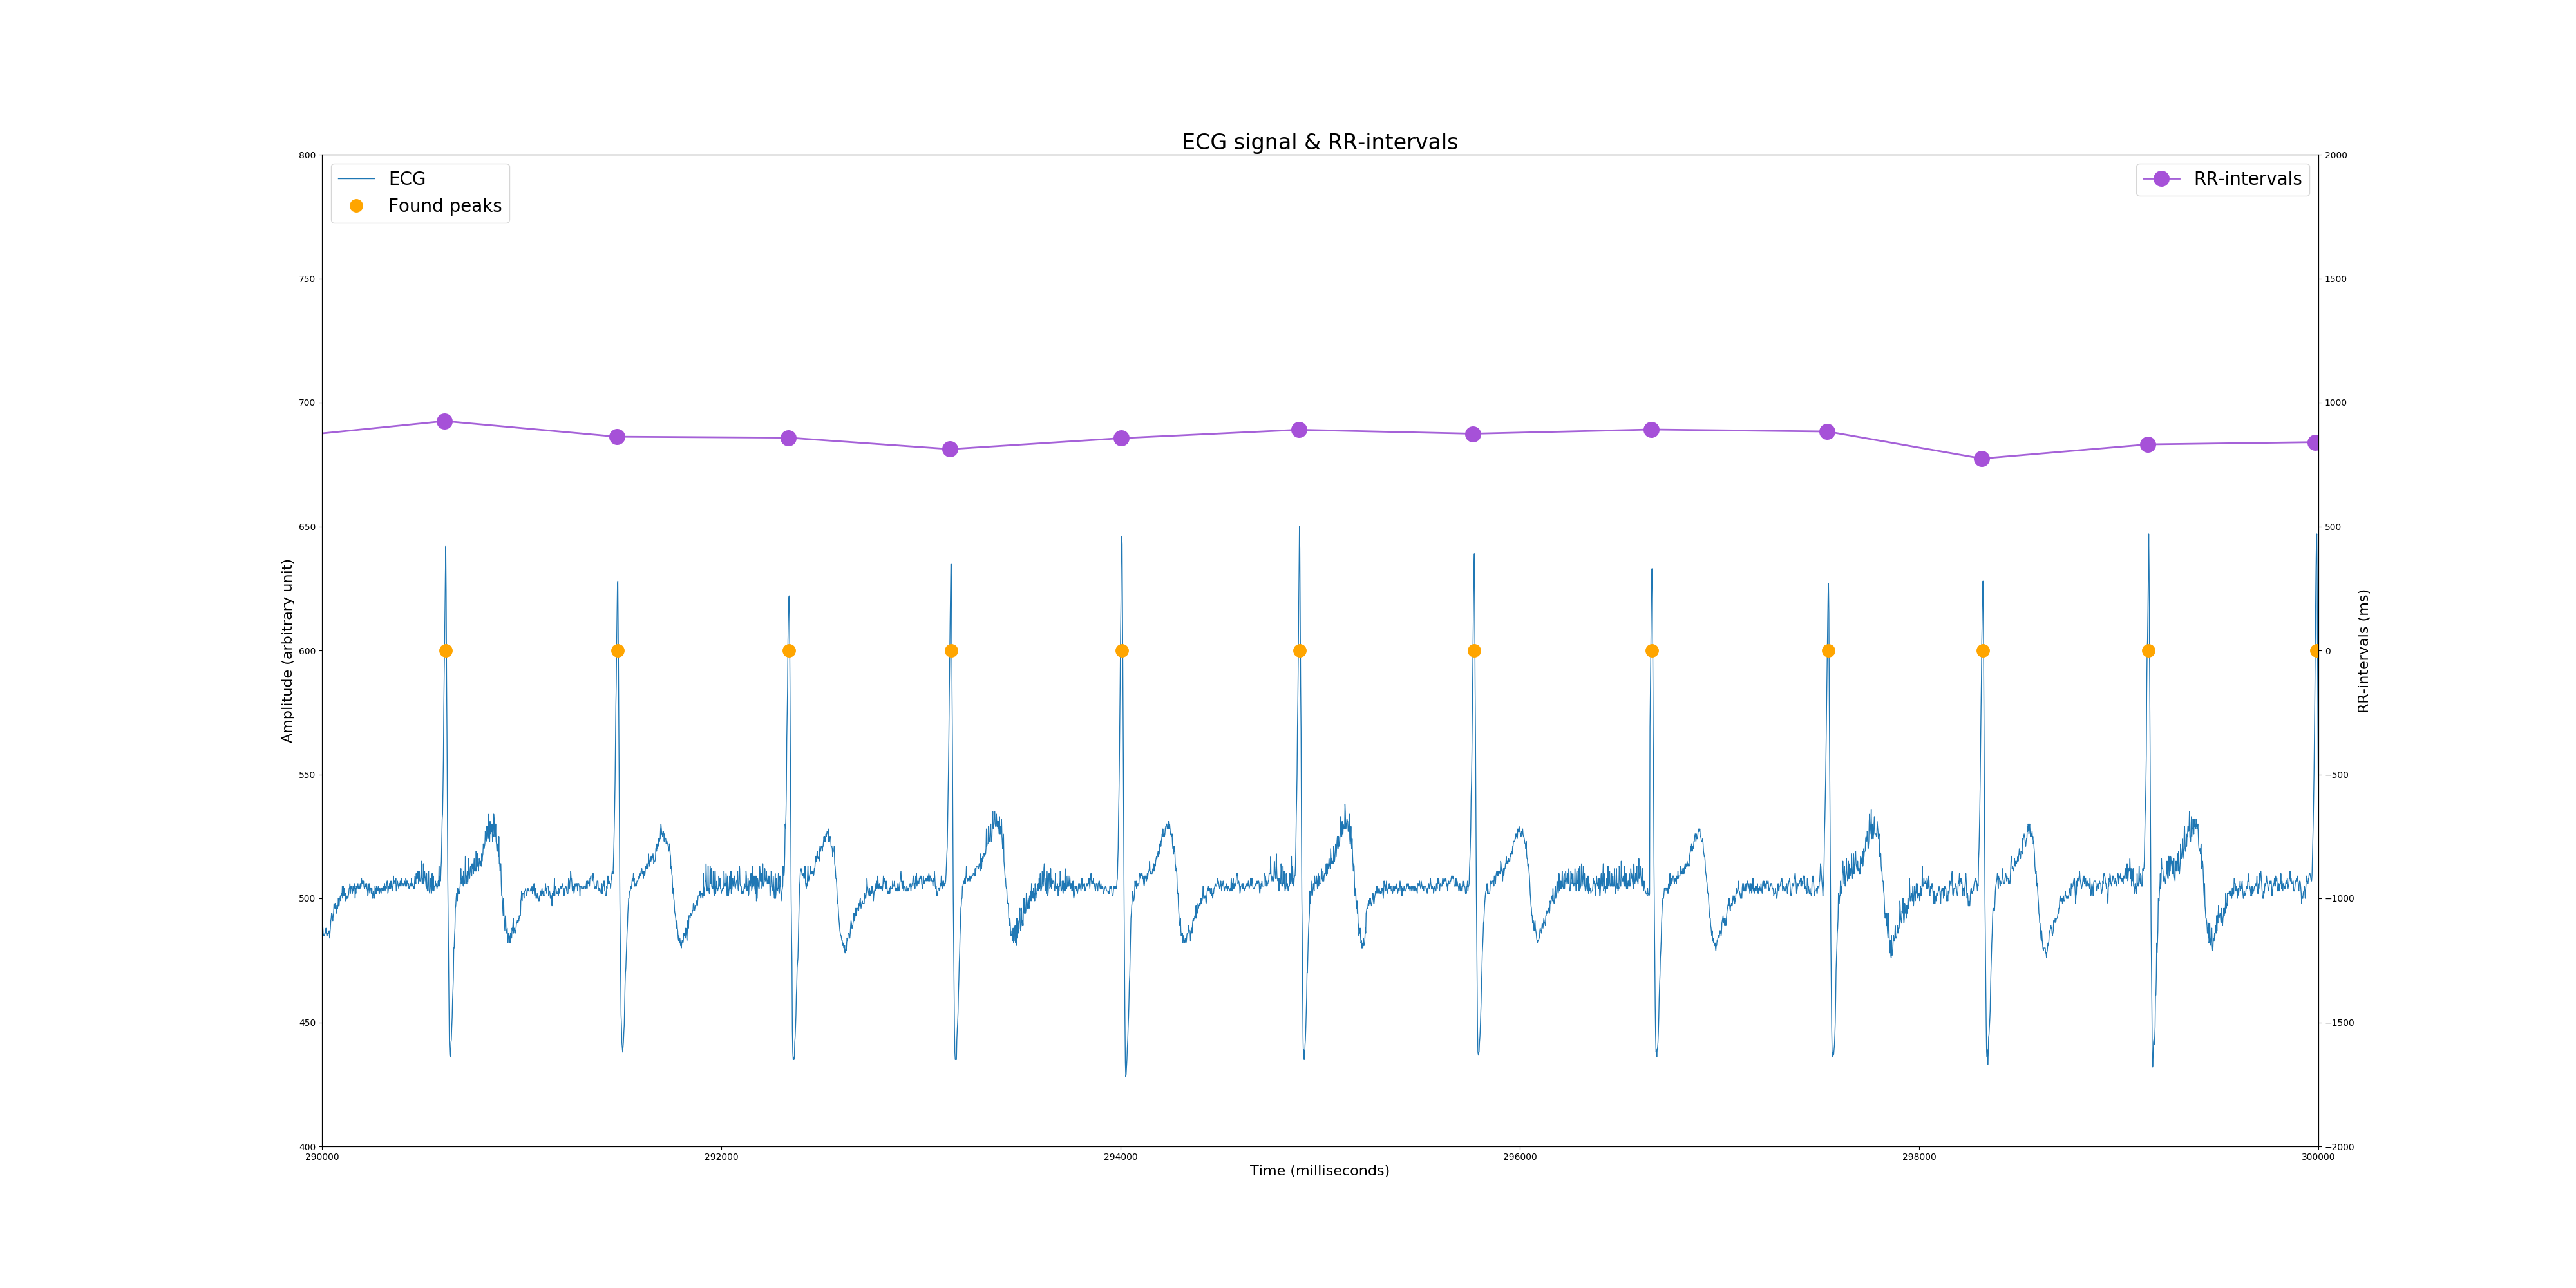 ECG signal & RR-intervals
ECG
Found peaks
RR-intervals
800
750
700
650
600
550
500
450
400
Amplitude (arbitrary unit)
2000
1500
1000
500
0
−500
−1000
−1500
−2000
RR-intervals (ms)
290000 292000 294000 296000 298000 300000
Time (milliseconds)